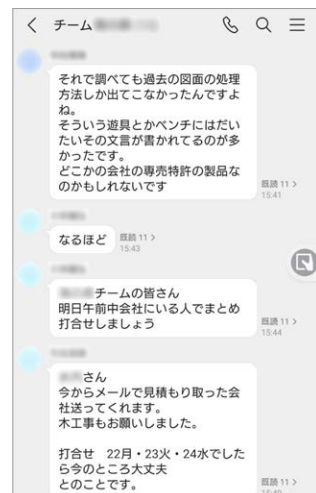 チーム
それで調べても過去の図面の処理
方法しか出てこなかったんですよ
ね。
そういう遊具とかベンチにはだい
たいその文言が書かれてるのが多
かったです。
どこかの会社の専売特許の製品な
のかもしれないです
既読 11 >
15:41
なるほど
既読 11 >
15:43
チームの皆さん
明日午前中会社にいる人でまとめ
打合せしましょう
既読 11 >
15:44
さん
今からメールで見積もり取った会
社送ってくれます。
木工事もお願いしました。
打合せ 22月・23火・24水でした
ら今のところ大丈夫
とのことです。
既読 11 >
15:49